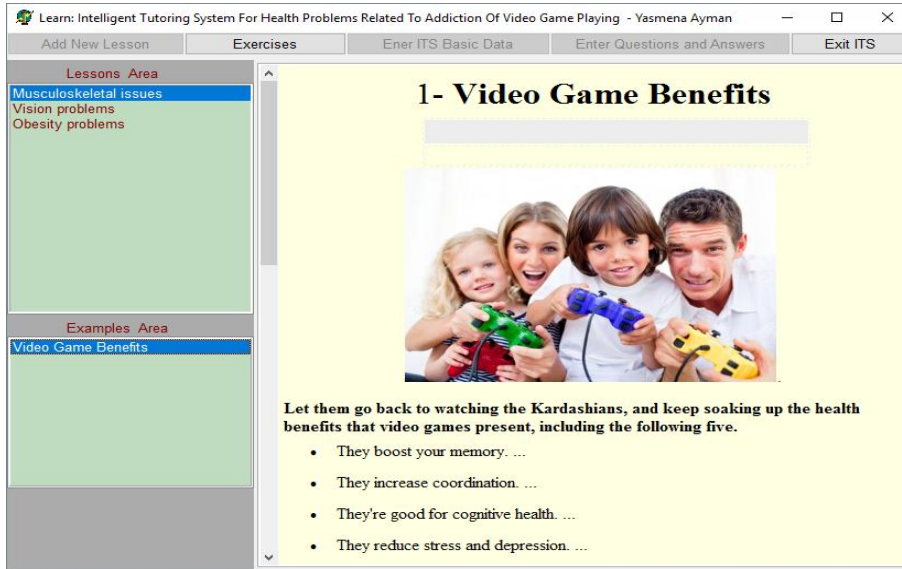 Learn: Intelligent Tutoring System For Health Problems Related To Addiction Of Video Game Playing - Yasmena Ayman
Add New Lesson Exercises Ener ITS Basic Data Enter Questions and Answers Exit ITS
Lessons Area
Musculoskeletal issues
Vision problems
Obesity problems
Examples Area
Video Game Benefits
1- Video Game Benefits
Let them go back to watching the Kardashians, and keep soaking up the health
benefits that video games present, including the following five.
• They boost your memory. ...
• They increase coordination. ...
• They're good for cognitive health. ...
• They reduce stress and depression. ...